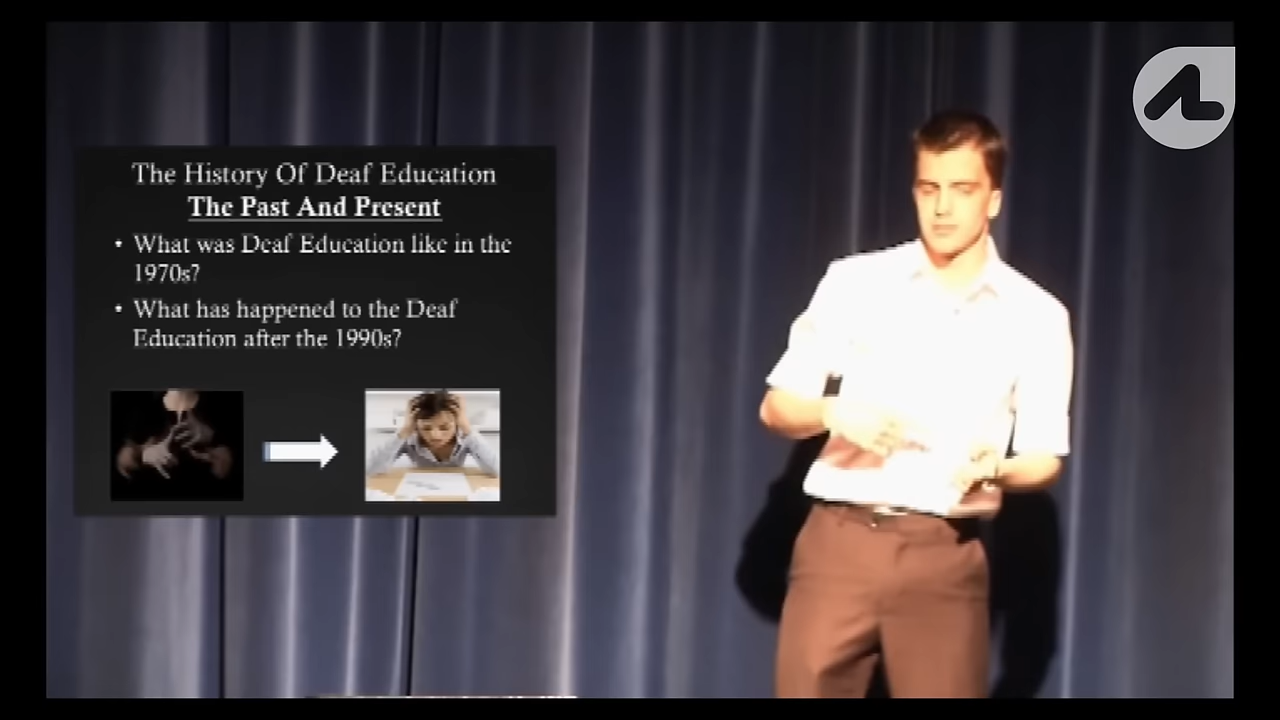 The History Of Deaf Education
The Past And Present
• What was Deaf Education like in the
1970s?
• What has happened to the Deaf
Education after the 1990s?